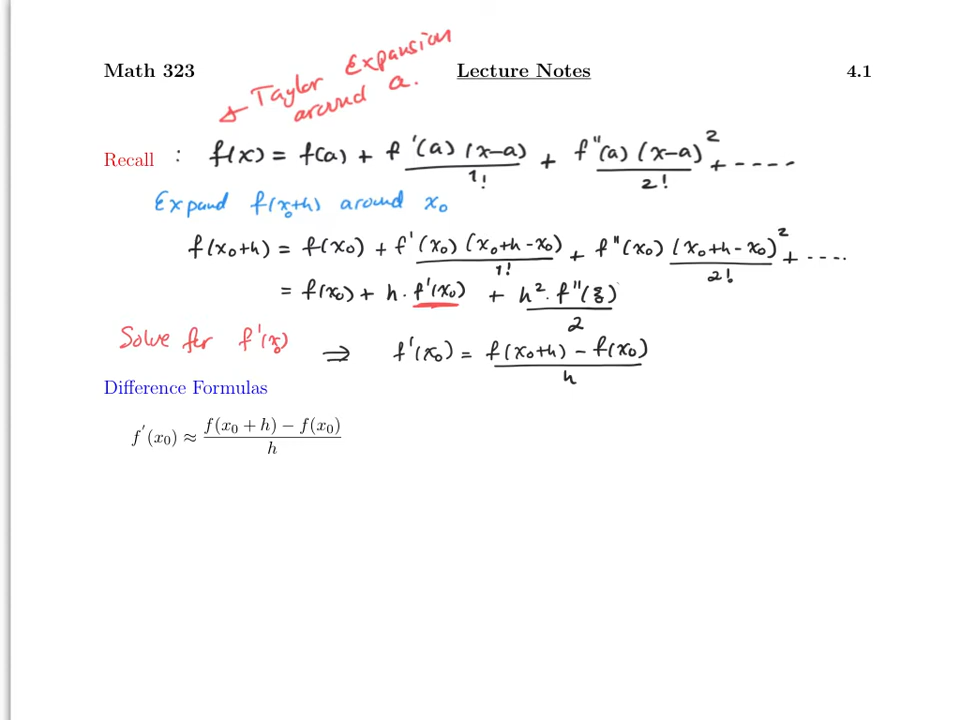 Math 323 Lecture Notes 4.1
* Taylor Expansion
around a.
Recall : f(x) = f(a) + f'(a) (x-a)/1! + f''(a) (x-a)²/2! + ----
Expand f(x₀+h) around x₀
f(x₀+h) = f(x₀) + f'(x₀) (x₀+h-x₀)/1! + f''(x₀) (x₀+h-x₀)²/2! + ----
= f(x₀) + h · f'(x₀) + h² · f''(ξ)/2
Solve for f'(x₀) ⇒ f'(x₀) = f(x₀+h) - f(x₀)/h
Difference Formulas
f'(x₀) ≈ f(x₀ + h) − f(x₀)/h